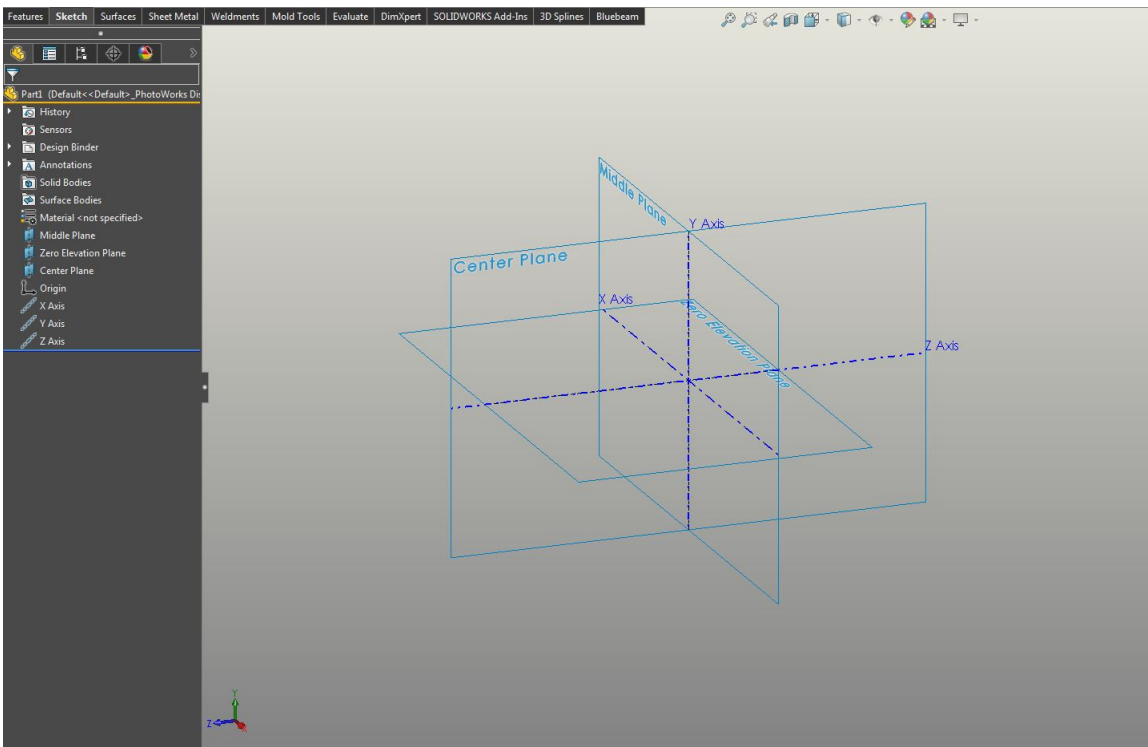 Features Sketch Surfaces Sheet Metal Weldments Mold Tools Evaluate DimXpert SOLIDWORKS Add-Ins 3D Splines Bluebeam
Part1 (Default<<Default>_PhotoWorks Dis
History
Sensors
Design Binder
Annotations
Solid Bodies
Surface Bodies
Material <not specified>
Middle Plane
Zero Elevation Plane
Center Plane
Origin
X Axis
Y Axis
Z Axis
Middle Plane
Y Axis
Center Plane
X Axis
Zero Elevation Plane
Z Axis
Y
Z
X